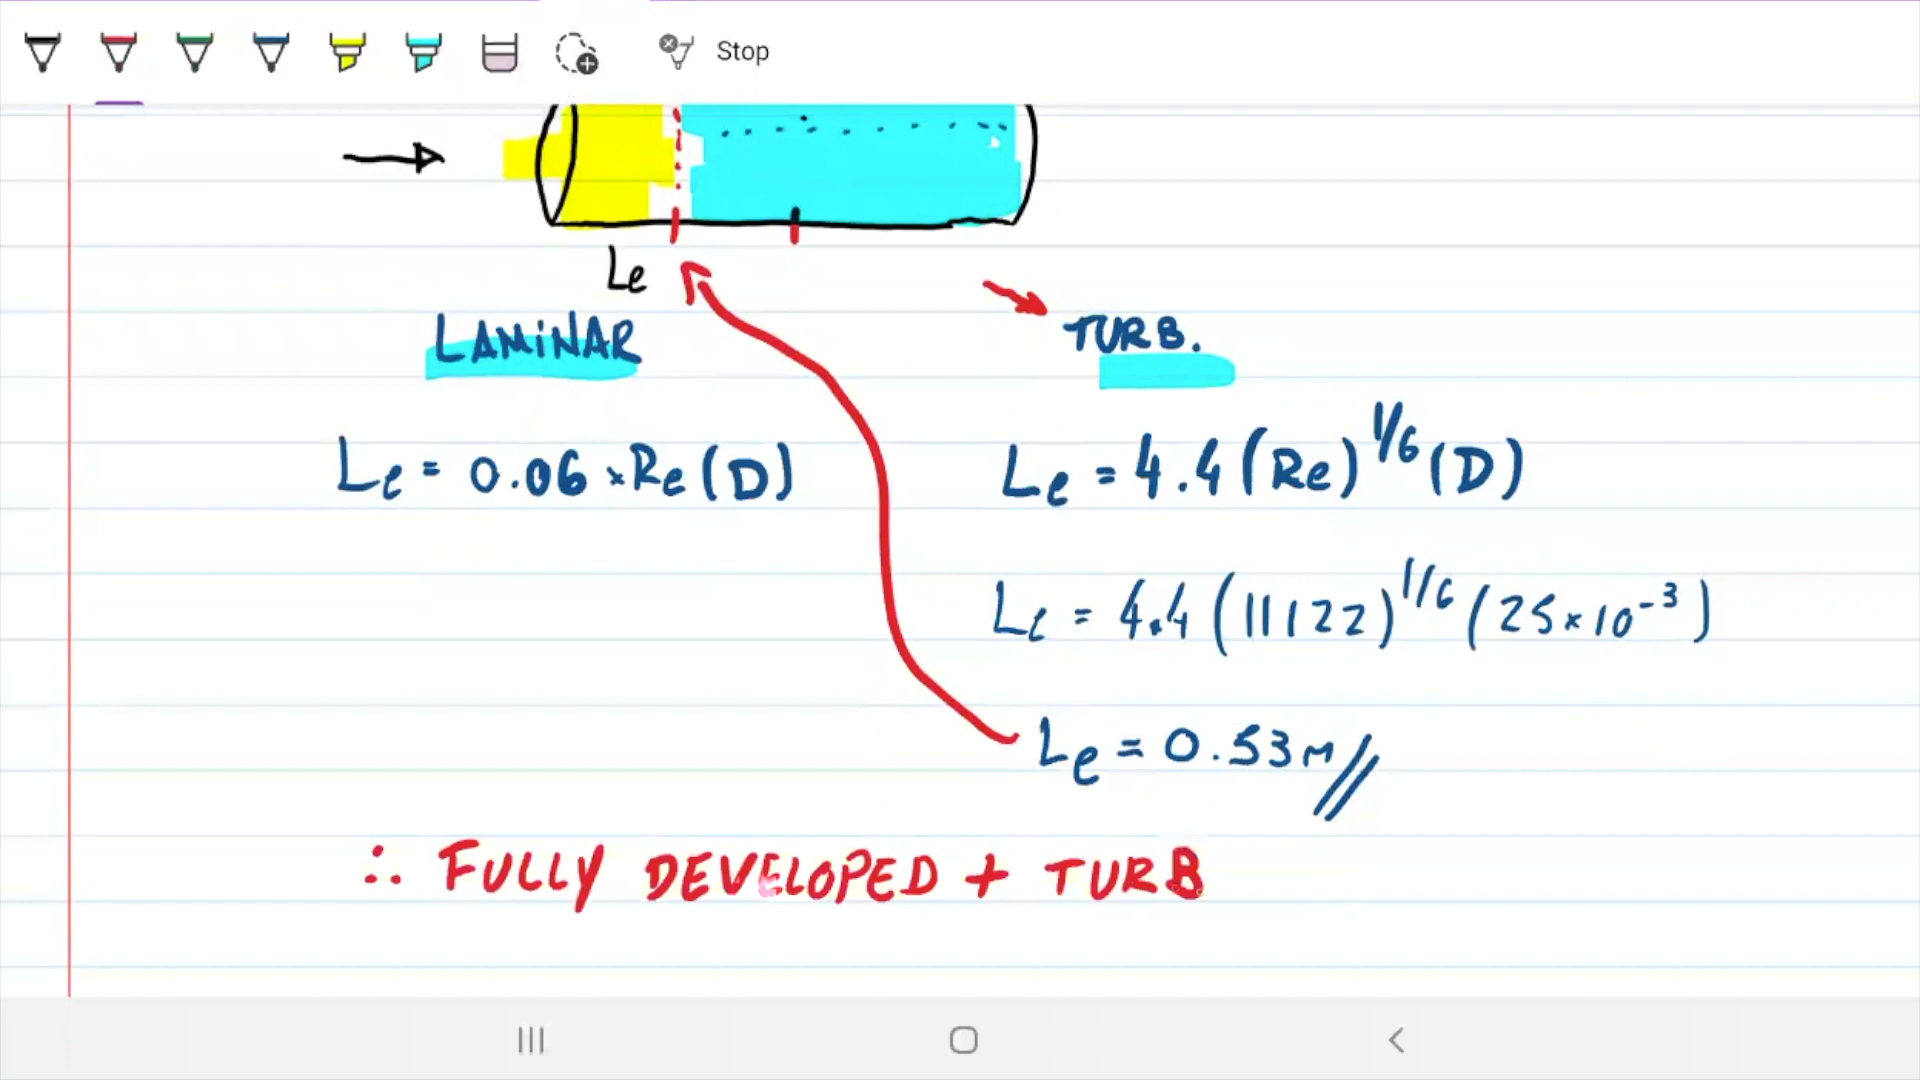 Stop
Le
LAMINAR
TURB.
Le = 0.06 × Re (D)
Le = 4.4 (Re)^1/6 (D)
Le = 4.4 (11122)^1/6 (25×10^-3)
Le = 0.53m//
∴ FULLY DEVELOPED + TURB